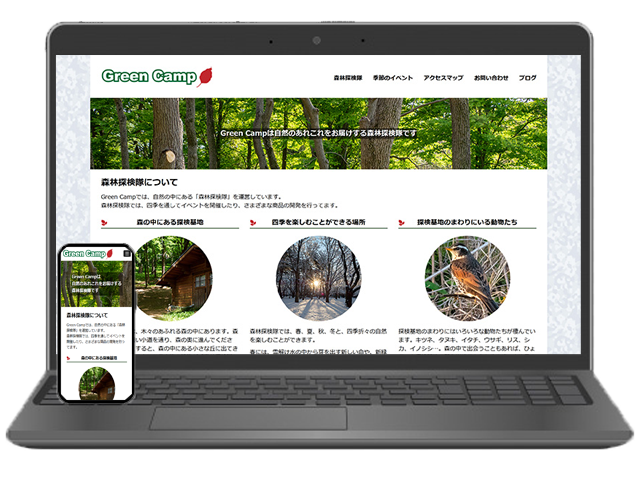 Green Camp
森林探検隊 季節のイベント アクセスマップ お問い合わせ ブログ
Green Campは自然のあれこれをお届けする森林探検隊です
森林探検隊について
Green Campでは、自然の中にある「森林探検隊」を運営しています。
森林探検隊では、四季を通してイベントを開催したり、さまざまな商品の開発を行ってます。
森の中にある探検基地
四季を楽しむことができる場所
探検基地のまわりにいる動物たち
、木々のあふれる森の中にあります。森
い小道を通り、森の奥に進んでくださ
すると、森の中にある小さな丘に出てき
森林探検隊では、春、夏、秋、冬と、四季折々の自然
を楽しむことができます。
春には、雪解け水の中から芽を出す新しい命や、新緑
探検基地のまわりにはいろいろな動物たちが棲んでい
ます。キツネ、タヌキ、イタチ、ウサギ、リス、シ
カ、イノシシ…。森の中で出会うこともあれば、ひょ
Green Camp
Green Campは
自然のあれこれをお届けする
森林探検隊です
森林探検隊について
Green Campでは、自然の中にある「森林
探検隊」を運営しています。
森林探検隊では、四季を通してイベントを
開催したり、さまざまな商品の開発を行っ
てます。
森の中にある探検基地